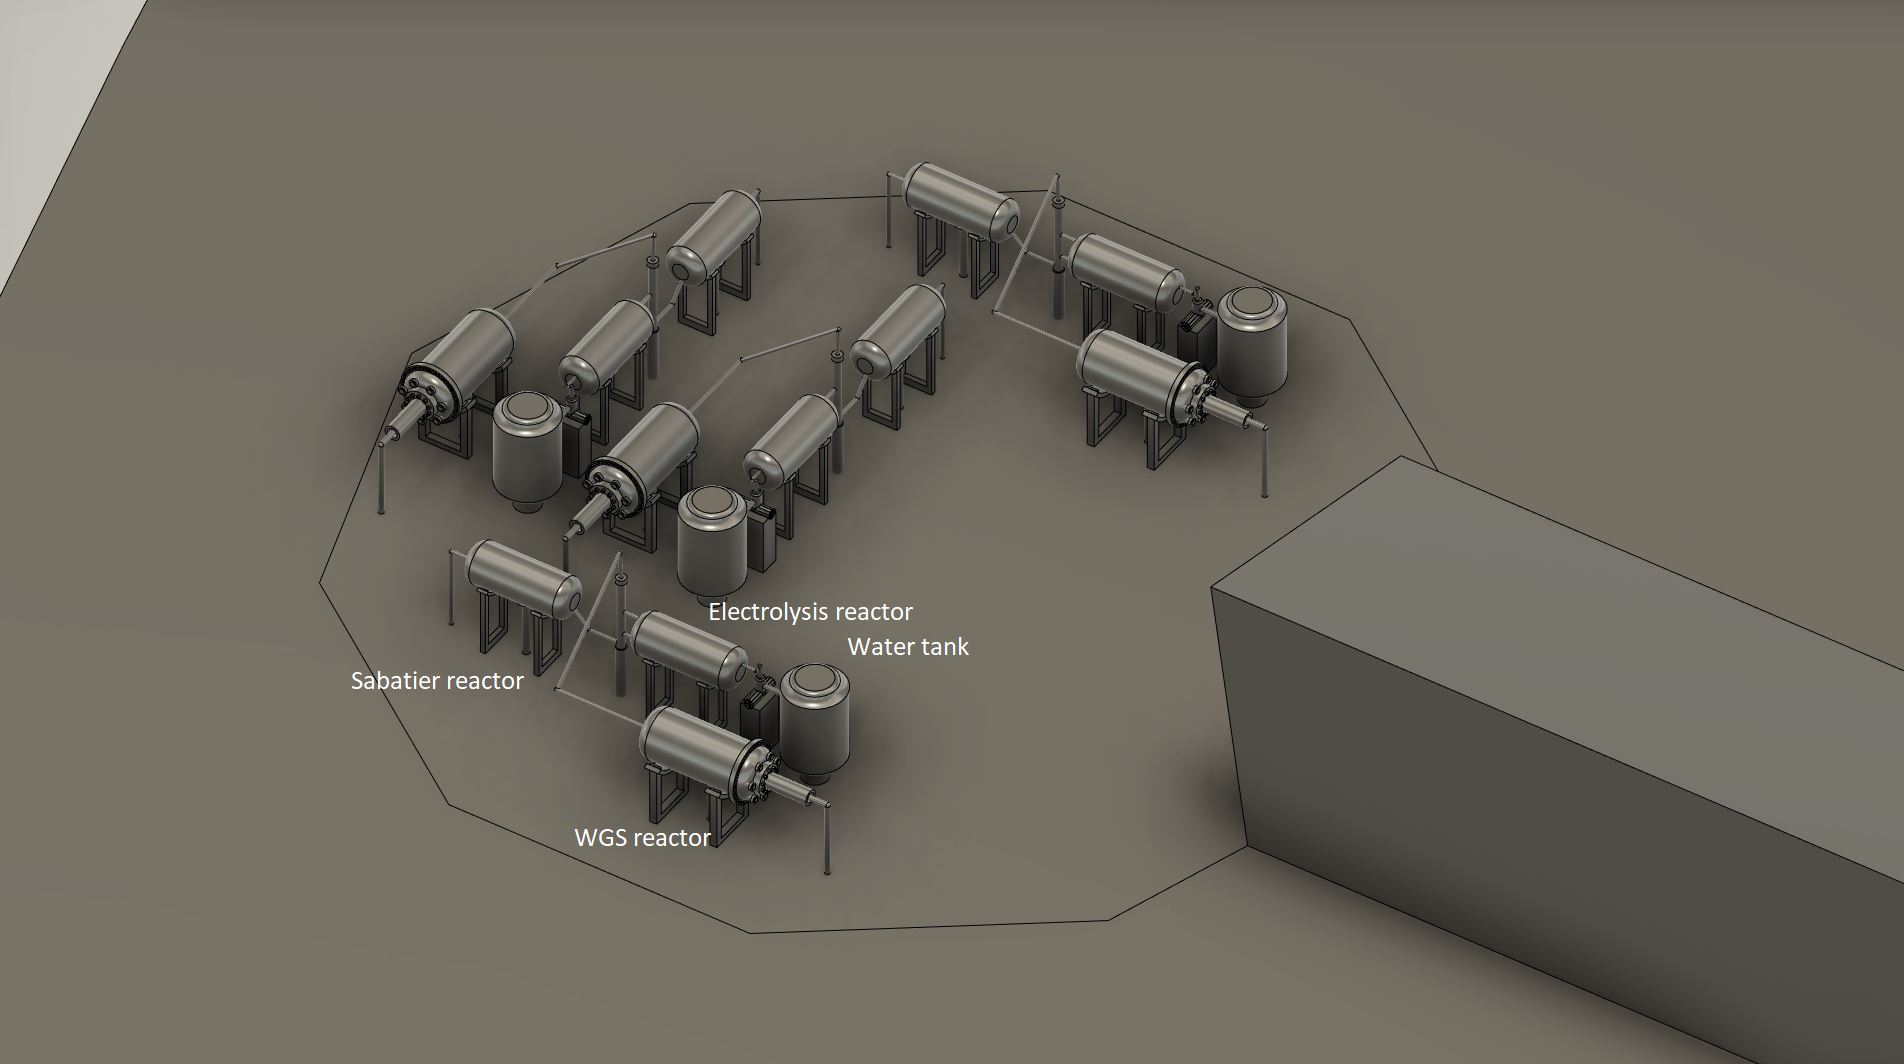 Electrolysis reactor
Water tank
Sabatier reactor
WGS reactor